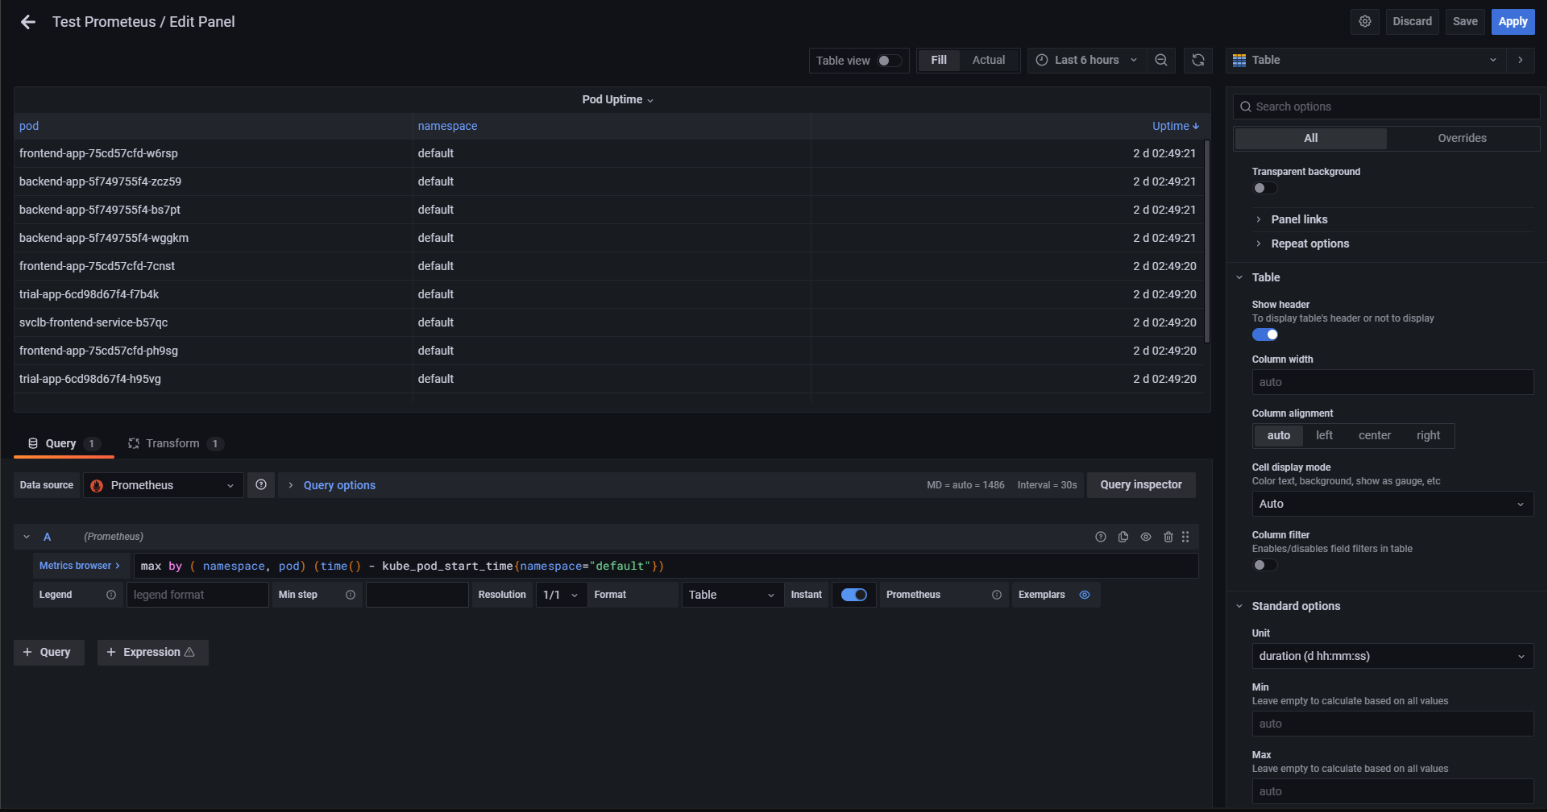 Test Prometeus / Edit Panel
Discard Save Apply
Table view Fill Actual Last 6 hours Table
Pod Uptime
pod namespace Uptime
frontend-app-75cd57cfd-w6rsp default 2 d 02:49:21
backend-app-5f749755f4-zcz59 default 2 d 02:49:21
backend-app-5f749755f4-bs7pt default 2 d 02:49:21
backend-app-5f749755f4-wggkm default 2 d 02:49:21
frontend-app-75cd57cfd-7cnst default 2 d 02:49:20
trial-app-6cd98d67f4-f7b4k default 2 d 02:49:20
svclb-frontend-service-b57qc default 2 d 02:49:20
frontend-app-75cd57cfd-ph9sg default 2 d 02:49:20
trial-app-6cd98d67f4-h95vg default 2 d 02:49:20
Query 1 Transform 1
Data source Prometheus Query options MD = auto = 1486 Interval = 30s Query inspector
A (Prometheus)
Metrics browser > max by ( namespace, pod) (time() - kube_pod_start_time{namespace="default"})
Legend legend format Min step Resolution 1/1 Format Table Instant Prometheus Exemplars
+ Query + Expression
Search options
All Overrides
Transparent background
Panel links
Repeat options
Table
Show header
To display table's header or not to display
Column width
auto
Column alignment
auto left center right
Cell display mode
Color text, background, show as gauge, etc
Auto
Column filter
Enables/disables field filters in table
Standard options
Unit
duration (d hh:mm:ss)
Min
Leave empty to calculate based on all values
auto
Max
Leave empty to calculate based on all values
auto